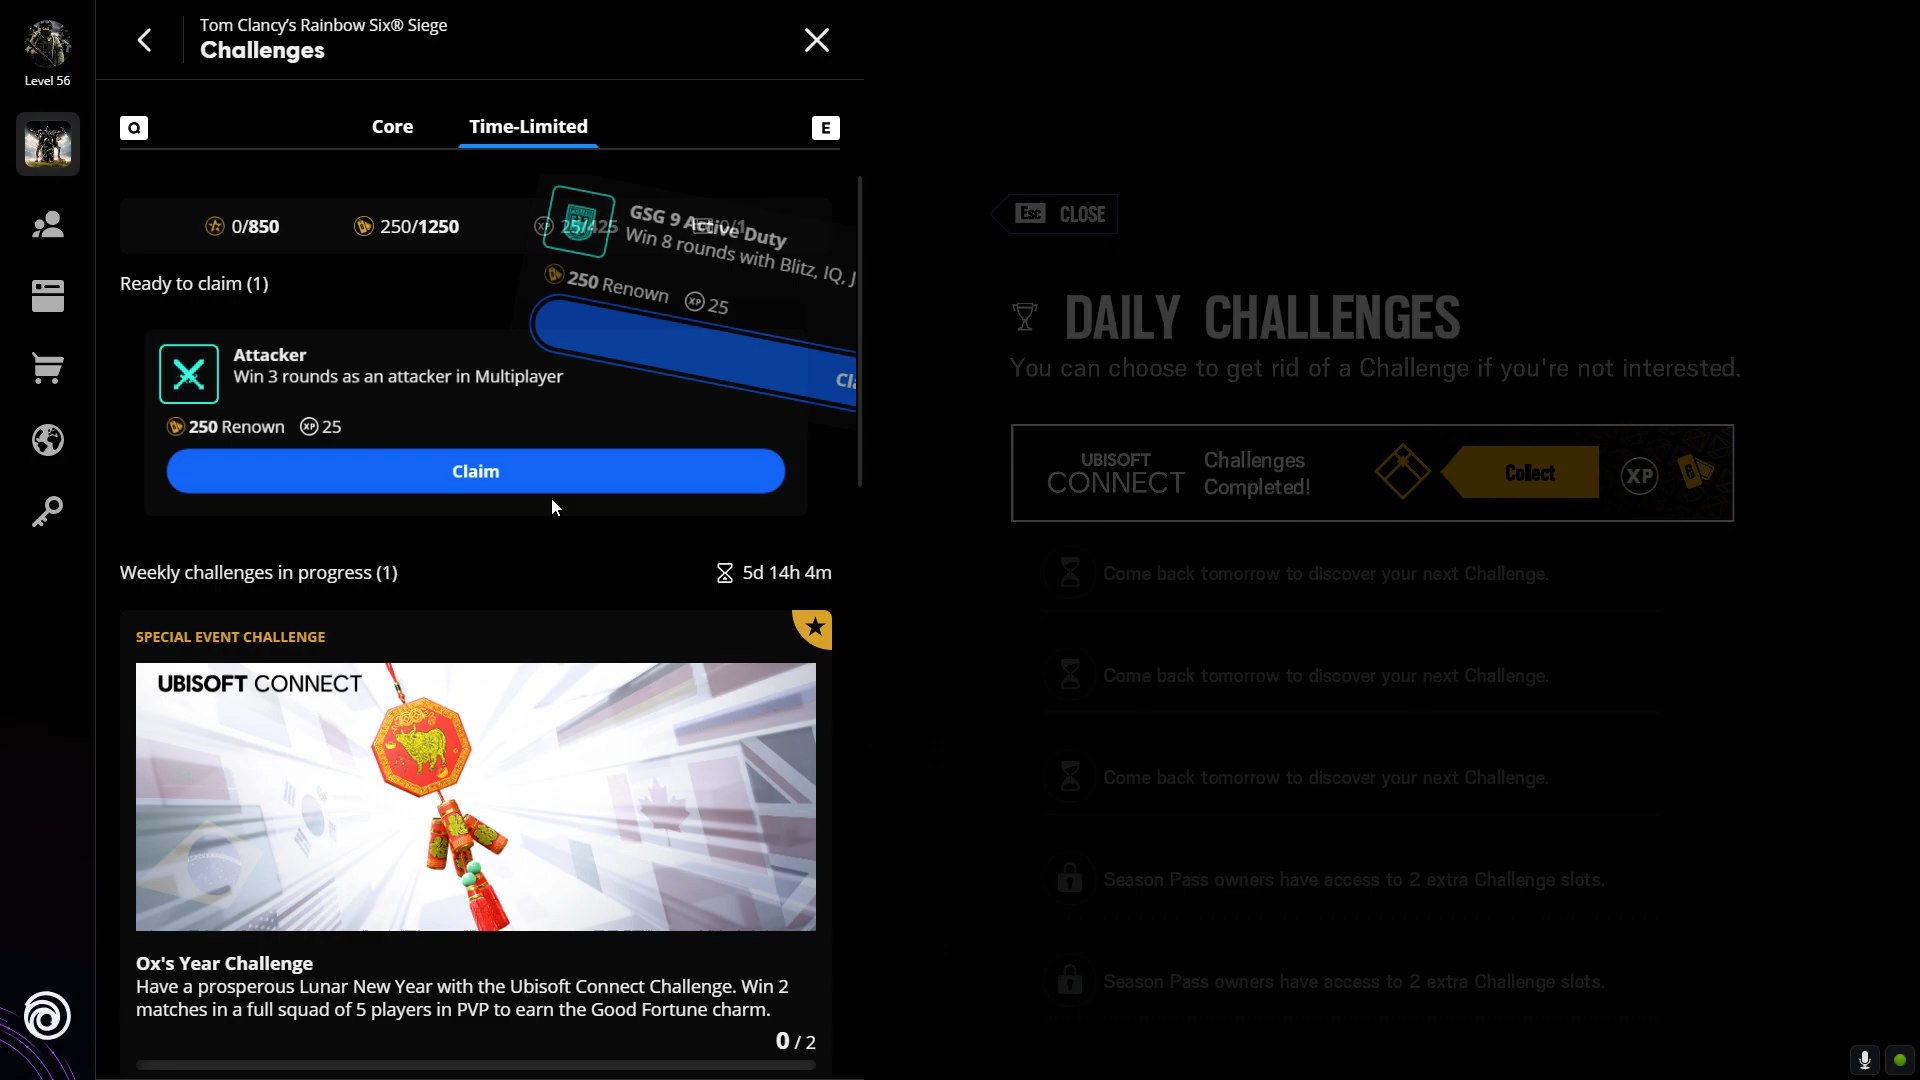 Level 56
Tom Clancy's Rainbow Six® Siege
Challenges
Q
Core
Time-Limited
E
0/850
250/1250
XP 25/425
0/1
Ready to claim (1)
GSG 9 Active Duty
Win 8 rounds with Blitz, IQ, J
250 Renown XP 25
Cla
Attacker
Win 3 rounds as an attacker in Multiplayer
250 Renown XP 25
Claim
Weekly challenges in progress (1)
5d 14h 4m
SPECIAL EVENT CHALLENGE
UBISOFT CONNECT
Ox's Year Challenge
Have a prosperous Lunar New Year with the Ubisoft Connect Challenge. Win 2
matches in a full squad of 5 players in PVP to earn the Good Fortune charm.
0 / 2
Esc CLOSE
DAILY CHALLENGES
You can choose to get rid of a Challenge if you're not interested.
UBISOFT
CONNECT
Challenges
Completed!
Collect
XP
Come back tomorrow to discover your next Challenge.
Come back tomorrow to discover your next Challenge.
Come back tomorrow to discover your next Challenge.
Season Pass owners have access to 2 extra Challenge slots.
Season Pass owners have access to 2 extra Challenge slots.